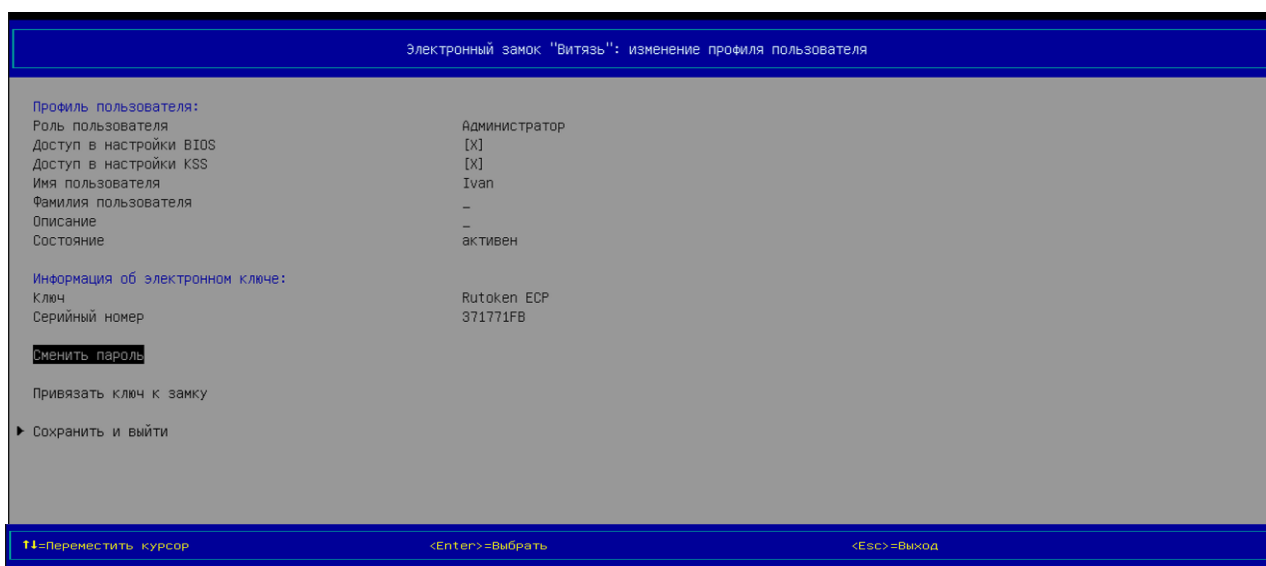 Электронный замок "Витязь": изменение профиля пользователя
Профиль пользователя:
Роль пользователя Администратор
Доступ в настройки BIOS [X]
Доступ в настройки KSS [X]
Имя пользователя Ivan
Фамилия пользователя _
Описание _
Состояние активен
Информация об электронном ключе:
Ключ Rutoken ECP
Серийный номер 371771FB
Сменить пароль
Привязать ключ к замку
▶ Сохранить и выйти
↑↓=Переместить курсор <Enter>=Выбрать <Esc>=Выход